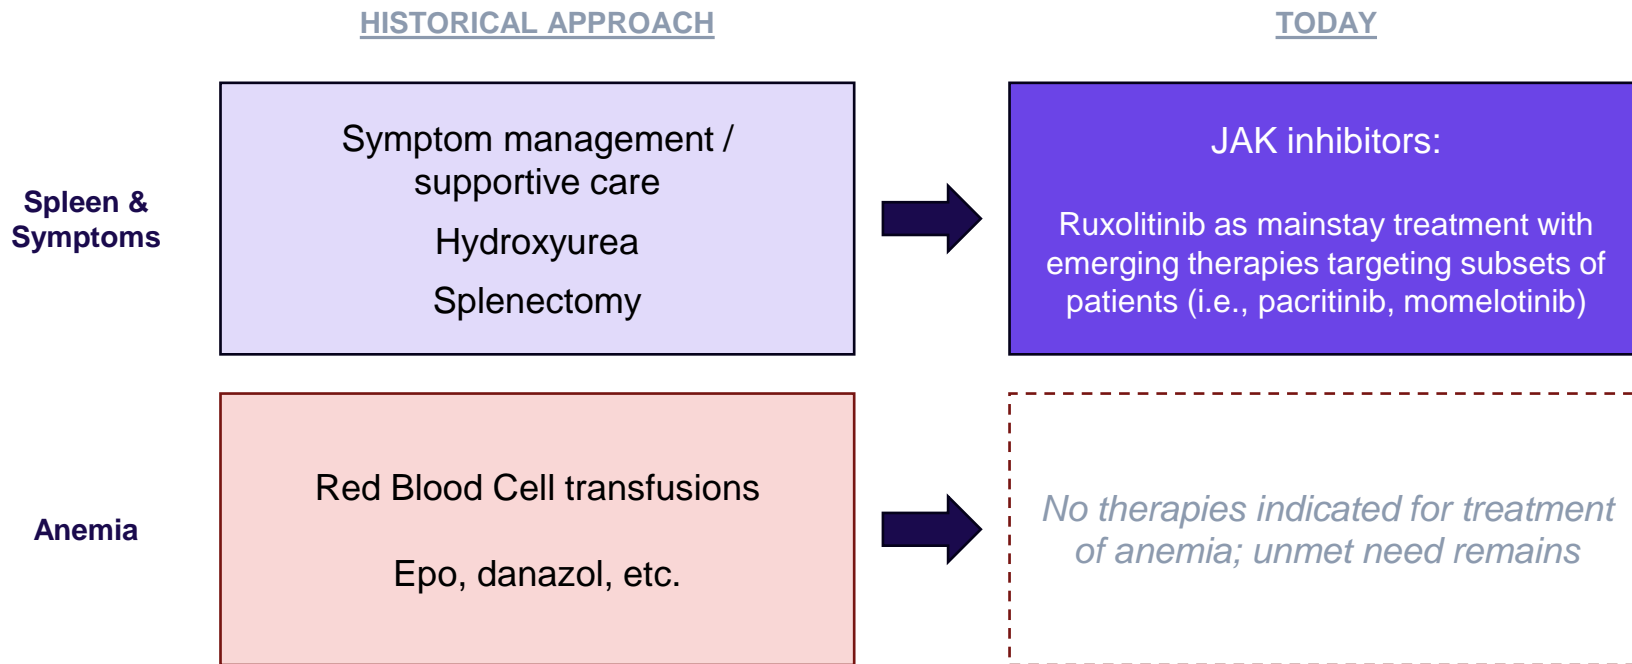 HISTORICAL APPROACH
TODAY
Spleen &
Symptoms
Symptom management /
supportive care
Hydroxyurea
Splenectomy
JAK inhibitors:
Ruxolitinib as mainstay treatment with
emerging therapies targeting subsets of
patients (i.e., pacritinib, momelotinib)
Anemia
Red Blood Cell transfusions
Epo, danazol, etc.
No therapies indicated for treatment
of anemia; unmet need remains